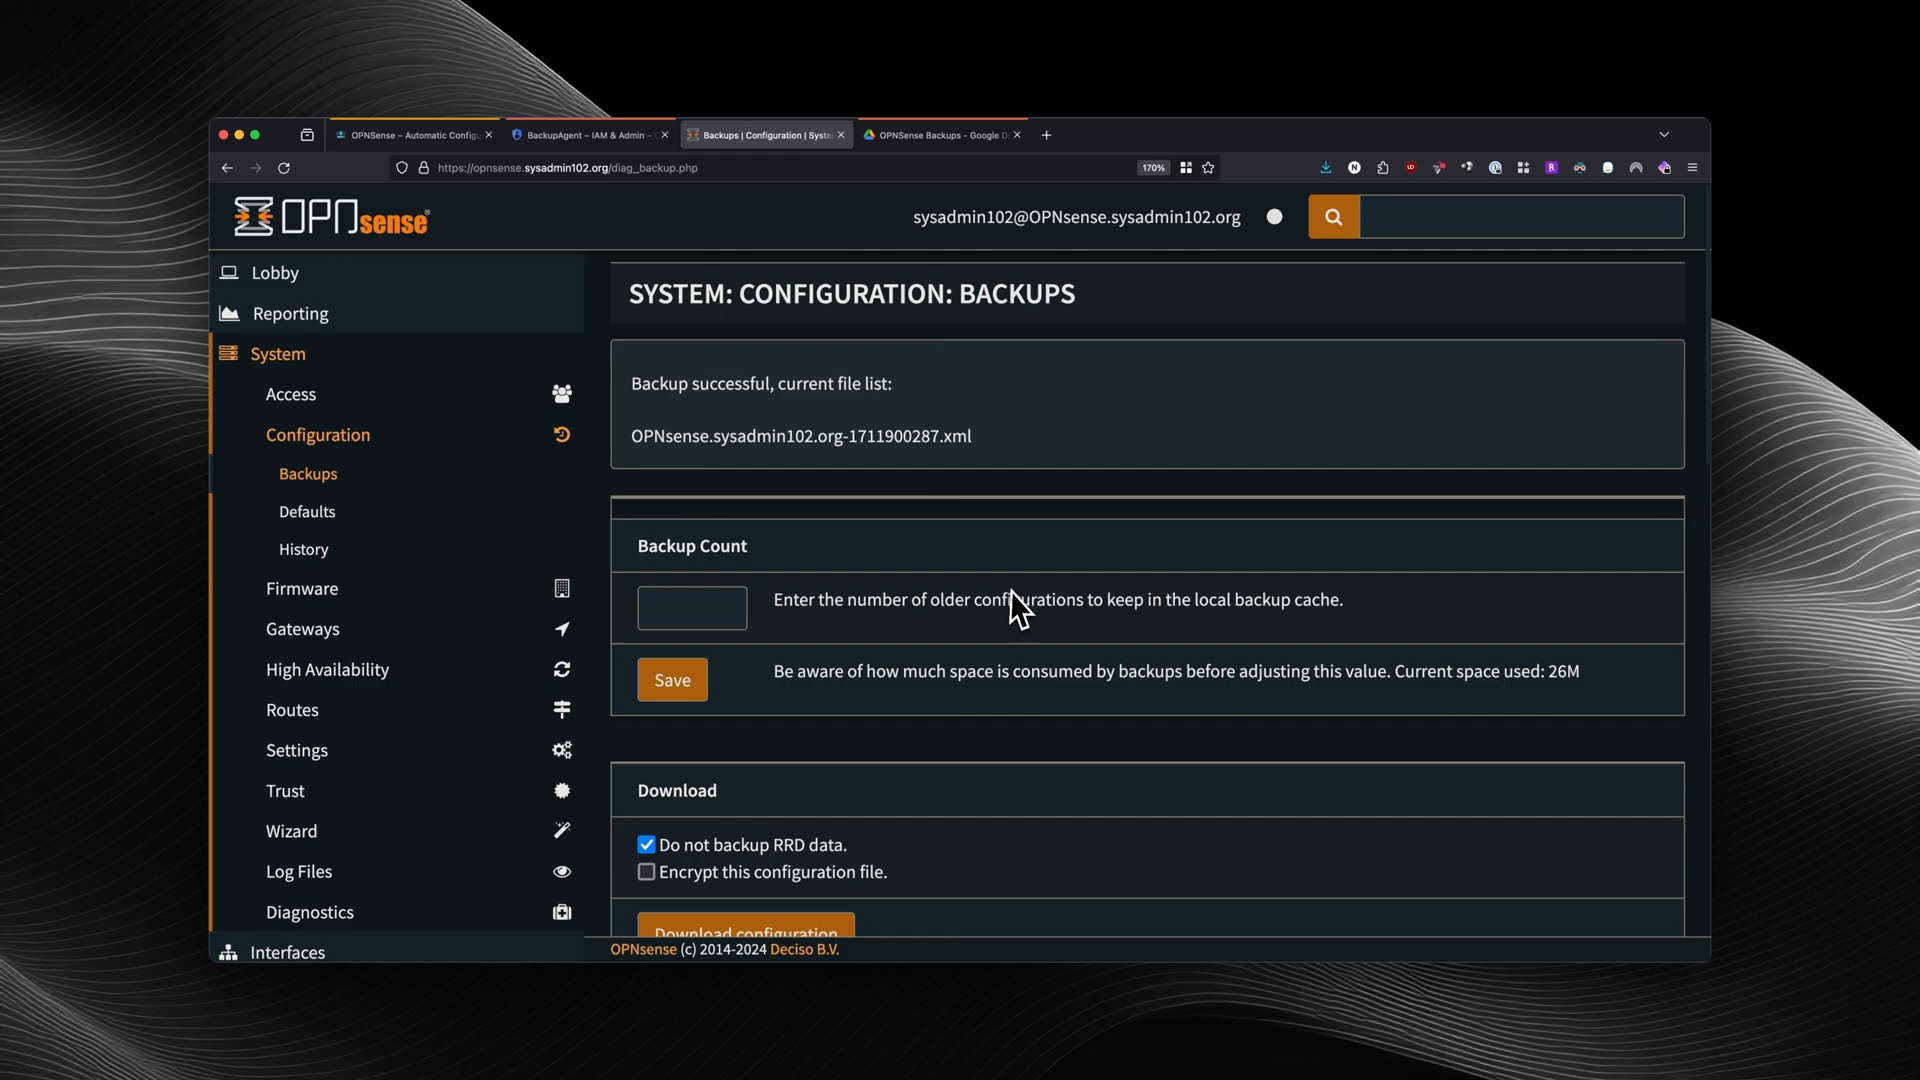 OPNSense – Automatic Configu
BackupAgent – IAM & Admin –
Backups | Configuration | Syste
OPNSense Backups - Google D
https://opnsense.sysadmin102.org/diag_backup.php
170%
OPNsense
sysadmin102@OPNsense.sysadmin102.org
Lobby
Reporting
System
Access
Configuration
Backups
Defaults
History
Firmware
Gateways
High Availability
Routes
Settings
Trust
Wizard
Log Files
Diagnostics
Interfaces
SYSTEM: CONFIGURATION: BACKUPS
Backup successful, current file list:
OPNsense.sysadmin102.org-1711900287.xml
Backup Count
Enter the number of older configurations to keep in the local backup cache.
Save
Be aware of how much space is consumed by backups before adjusting this value. Current space used: 26M
Download
Do not backup RRD data.
Encrypt this configuration file.
Download configuration
OPNsense (c) 2014-2024 Deciso B.V.